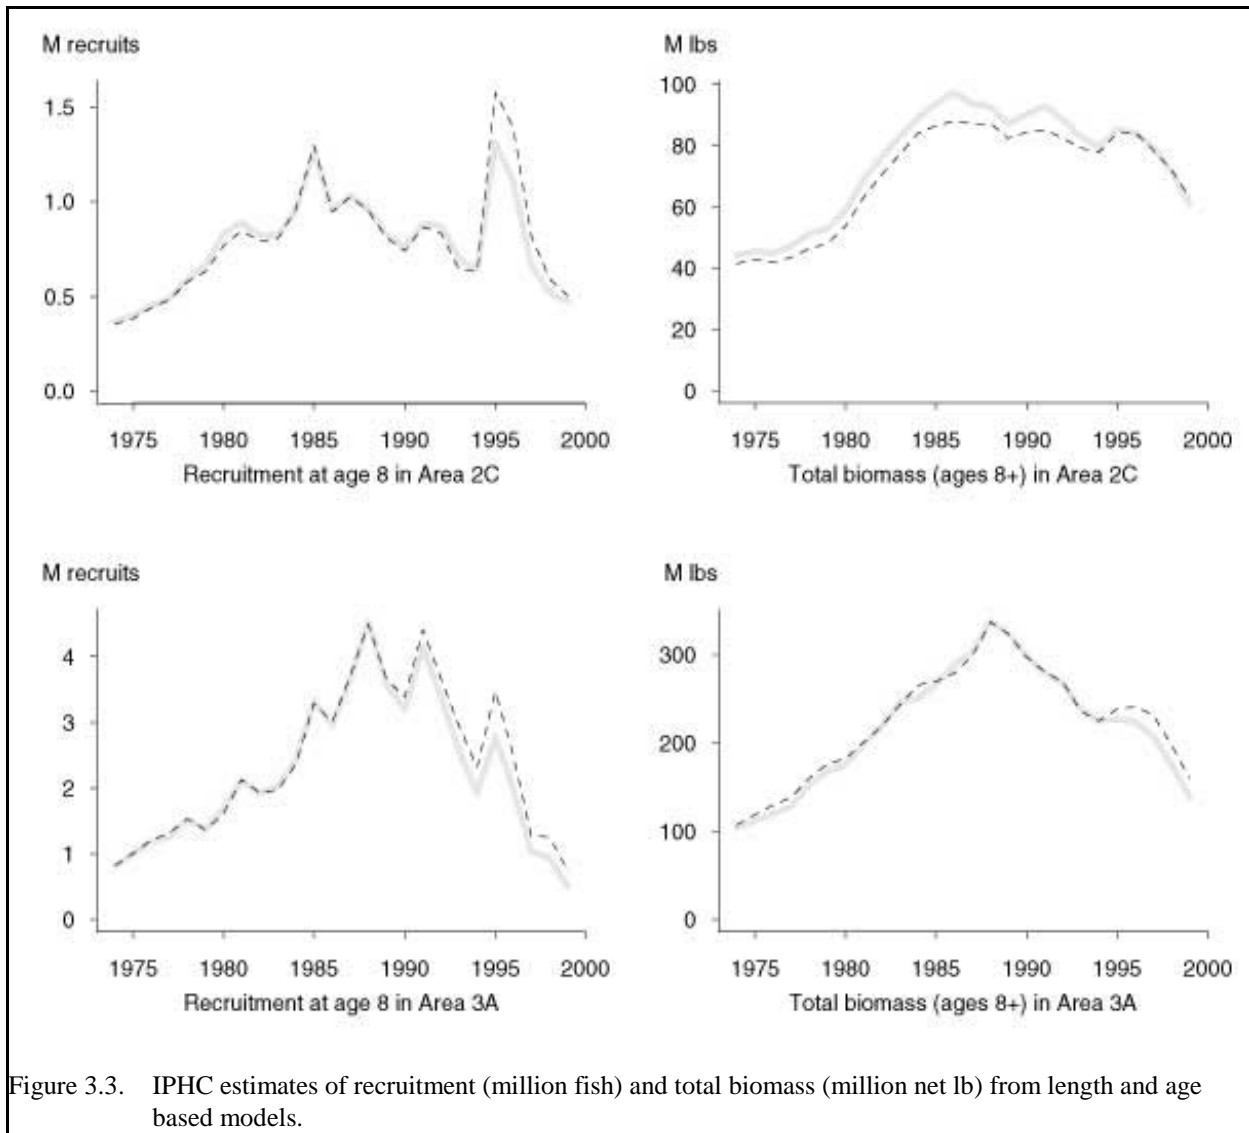 M recruits
1.5
1.0
0.5
0.0
1975 1980 1985 1990 1995 2000
Recruitment at age 8 in Area 2C
M lbs
100
80
60
40
20
0
1975 1980 1985 1990 1995 2000
Total biomass (ages 8+) in Area 2C
M recruits
4
3
2
1
0
1975 1980 1985 1990 1995 2000
Recruitment at age 8 in Area 3A
M lbs
300
200
100
0
1975 1980 1985 1990 1995 2000
Total biomass (ages 8+) in Area 3A
Figure 3.3. IPHC estimates of recruitment (million fish) and total biomass (million net lb) from length and age
based models.